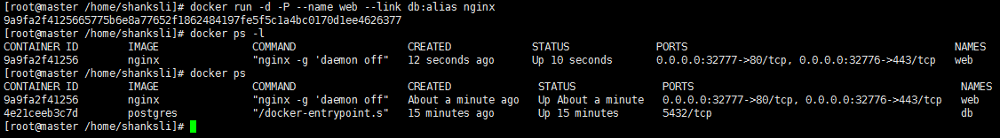 [root@master /home/shanksli]# docker run -d -P --name web --link db:alias nginx
9a9fa2f4125665775b6e8a77652f1862484197fe5f5c1a4bc0170d1ee4626377
[root@master /home/shanksli]# docker ps -l
CONTAINER ID IMAGE COMMAND CREATED STATUS PORTS NAMES
9a9fa2f41256 nginx "nginx -g 'daemon off" 12 seconds ago Up 10 seconds 0.0.0.0:32777->80/tcp, 0.0.0.0:32776->443/tcp web
[root@master /home/shanksli]# docker ps
CONTAINER ID IMAGE COMMAND CREATED STATUS PORTS NAMES
9a9fa2f41256 nginx "nginx -g 'daemon off" About a minute ago Up About a minute 0.0.0.0:32777->80/tcp, 0.0.0.0:32776->443/tcp web
4e21ceeb3c7d postgres "/docker-entrypoint.s" 15 minutes ago Up 15 minutes 5432/tcp db
[root@master /home/shanksli]#